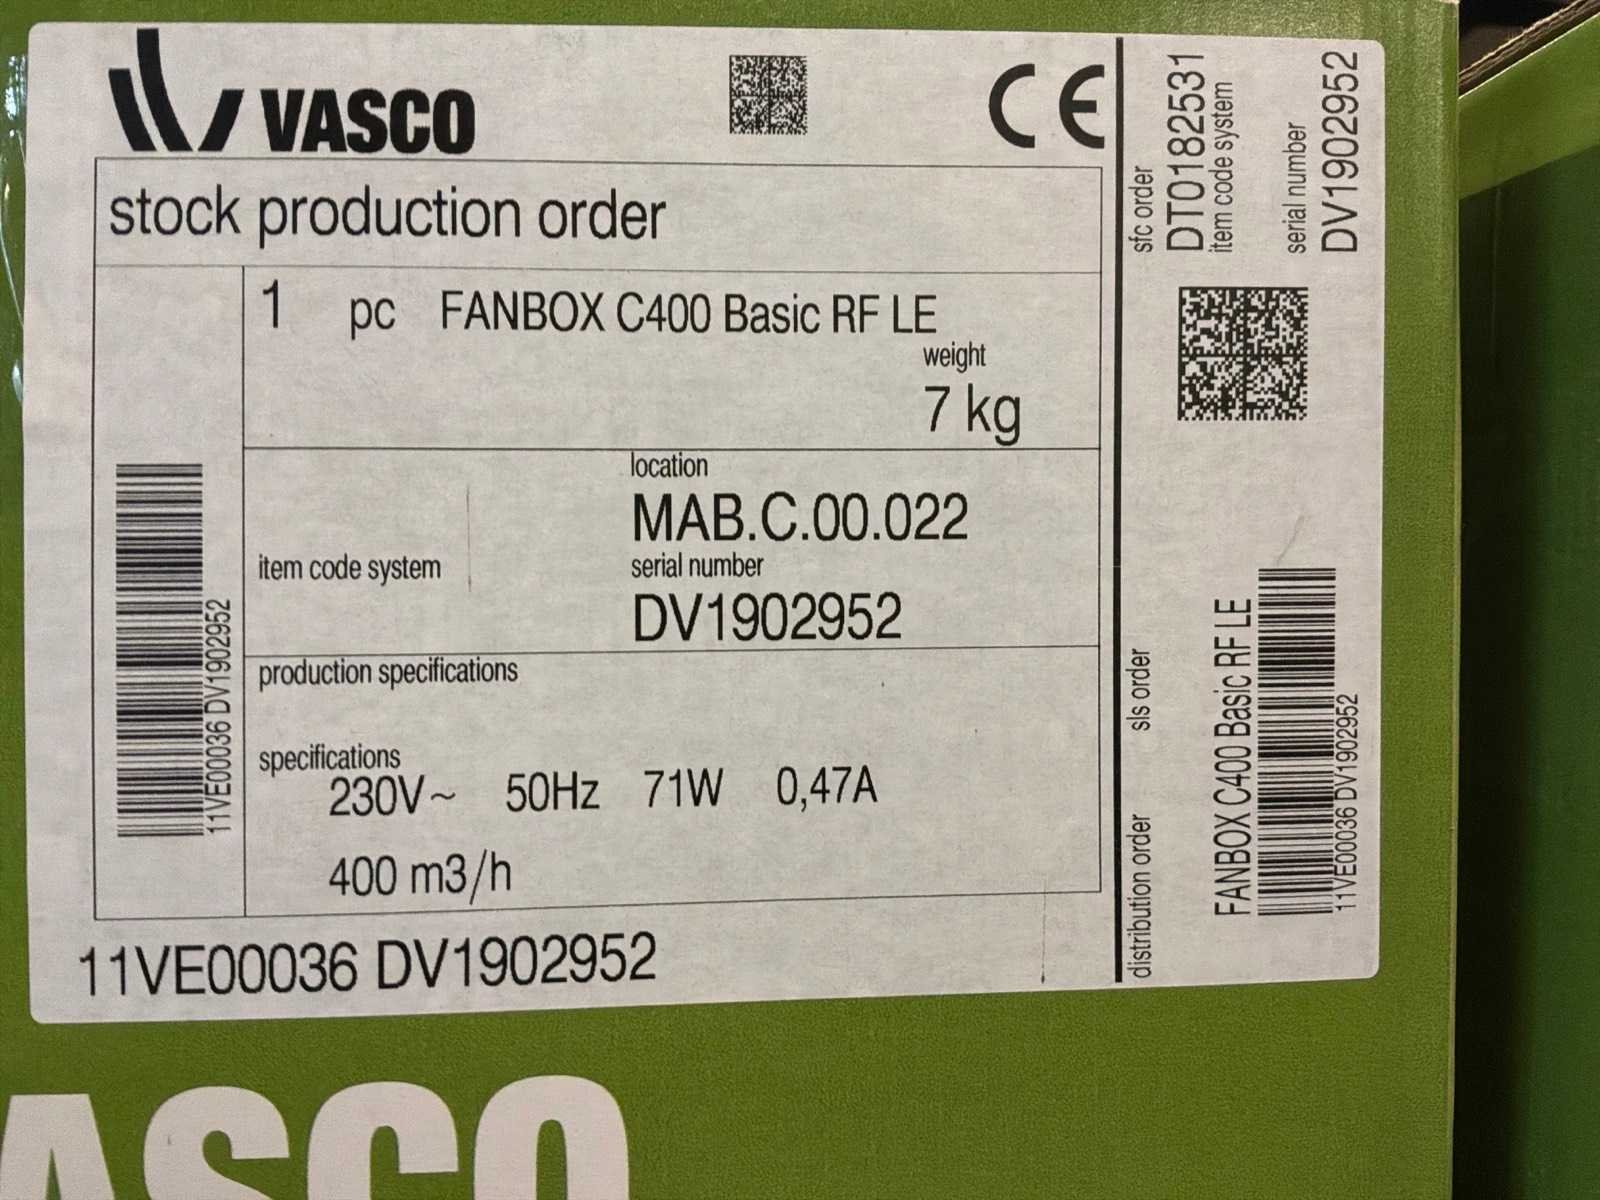 VASCO
CE
stock production order
1 pc FANBOX C400 Basic RF LE
weight
7 kg
location
MAB.C.00.022
item code system
serial number
DV1902952
production specifications
specifications
230V~ 50Hz 71W 0,47A
400 m3/h
11VE00036 DV1902952
11VE00036 DV1902952
sfc order
DTO182531
item code system
serial number
DV1902952
sls order
distribution order
FANBOX C400 Basic RF LE
11VE00036 DV1902952
ASCO